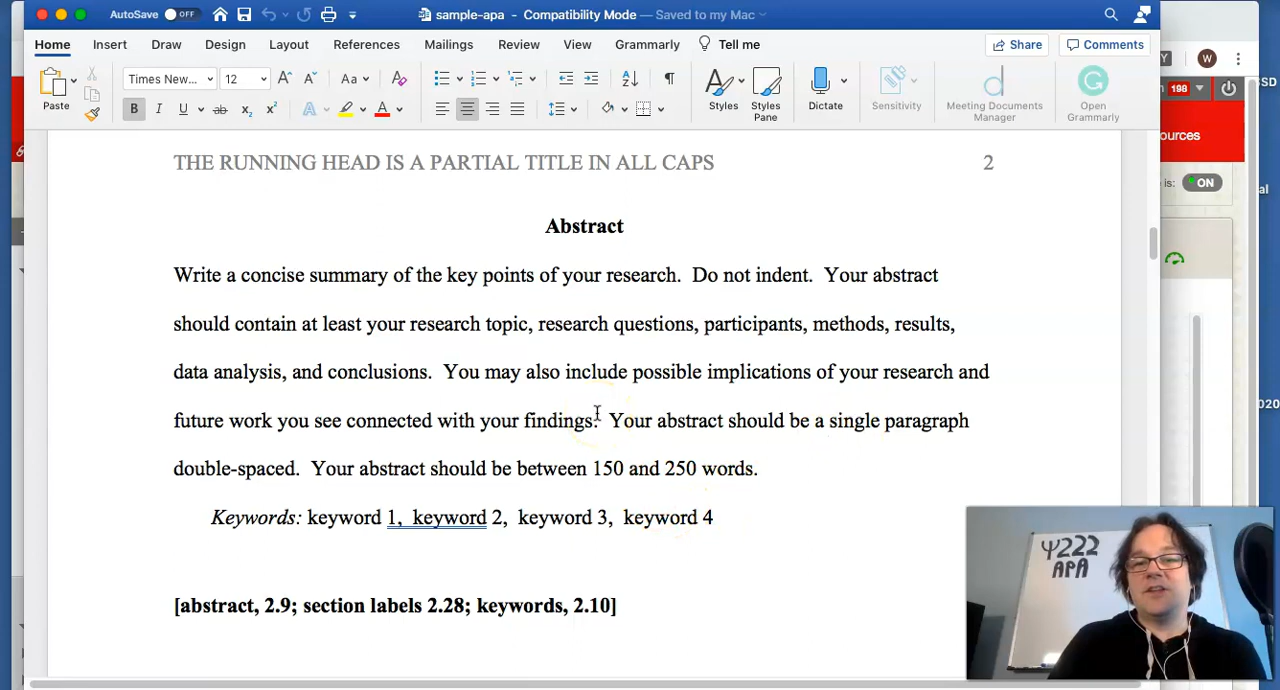 AutoSave OFF sample-apa - Compatibility Mode — Saved to my Mac
Home Insert Draw Design Layout References Mailings Review View Grammarly Tell me Share Comments
W
198
ources
is: ON
Paste Times New... 12 Aa A
B I U ab x2 x2 A A
Styles Styles Pane Dictate Sensitivity Meeting Documents Manager Open Grammarly
THE RUNNING HEAD IS A PARTIAL TITLE IN ALL CAPS 2
Abstract
Write a concise summary of the key points of your research. Do not indent. Your abstract
should contain at least your research topic, research questions, participants, methods, results,
data analysis, and conclusions. You may also include possible implications of your research and
future work you see connected with your findings. Your abstract should be a single paragraph
double-spaced. Your abstract should be between 150 and 250 words.
Keywords: keyword 1, keyword 2, keyword 3, keyword 4
[abstract, 2.9; section labels 2.28; keywords, 2.10]
Ψ222
APA